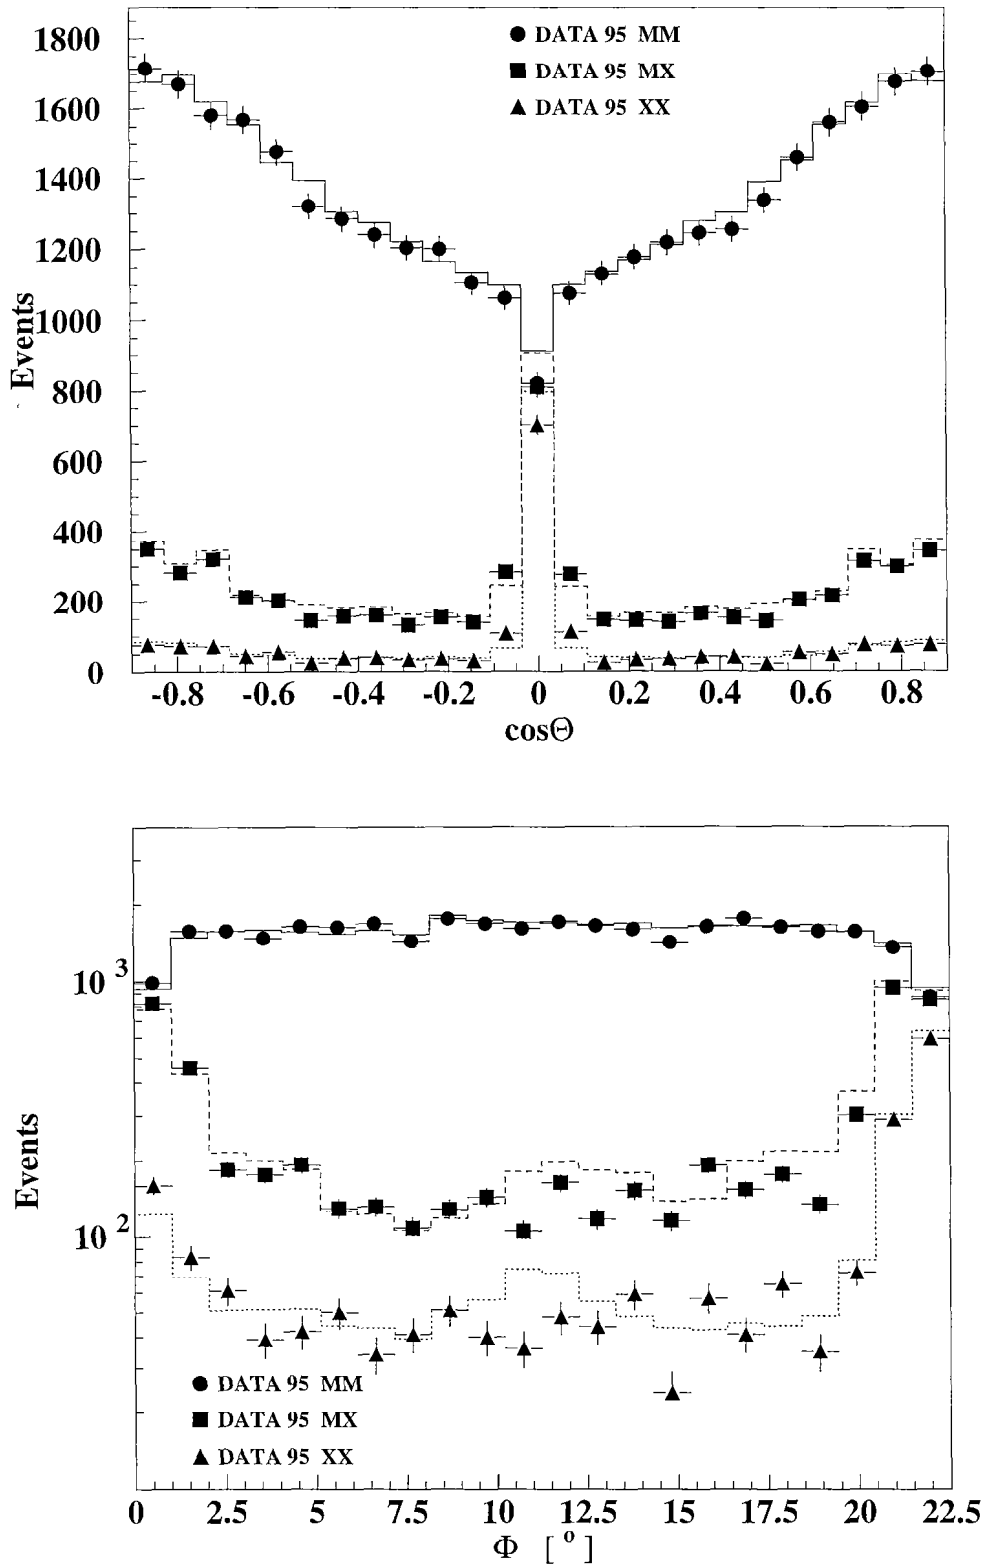 DATA 95 MM
DATA 95 MX
DATA 95 XX
Events
1800
1600
1400
1200
1000
800
600
400
200
0
-0.8 -0.6 -0.4 -0.2 0 0.2 0.4 0.6 0.8
cosΘ
Events
10 3
10 2
DATA 95 MM
DATA 95 MX
DATA 95 XX
0 2.5 5 7.5 10 12.5 15 17.5 20 22.5
Φ [ o ]